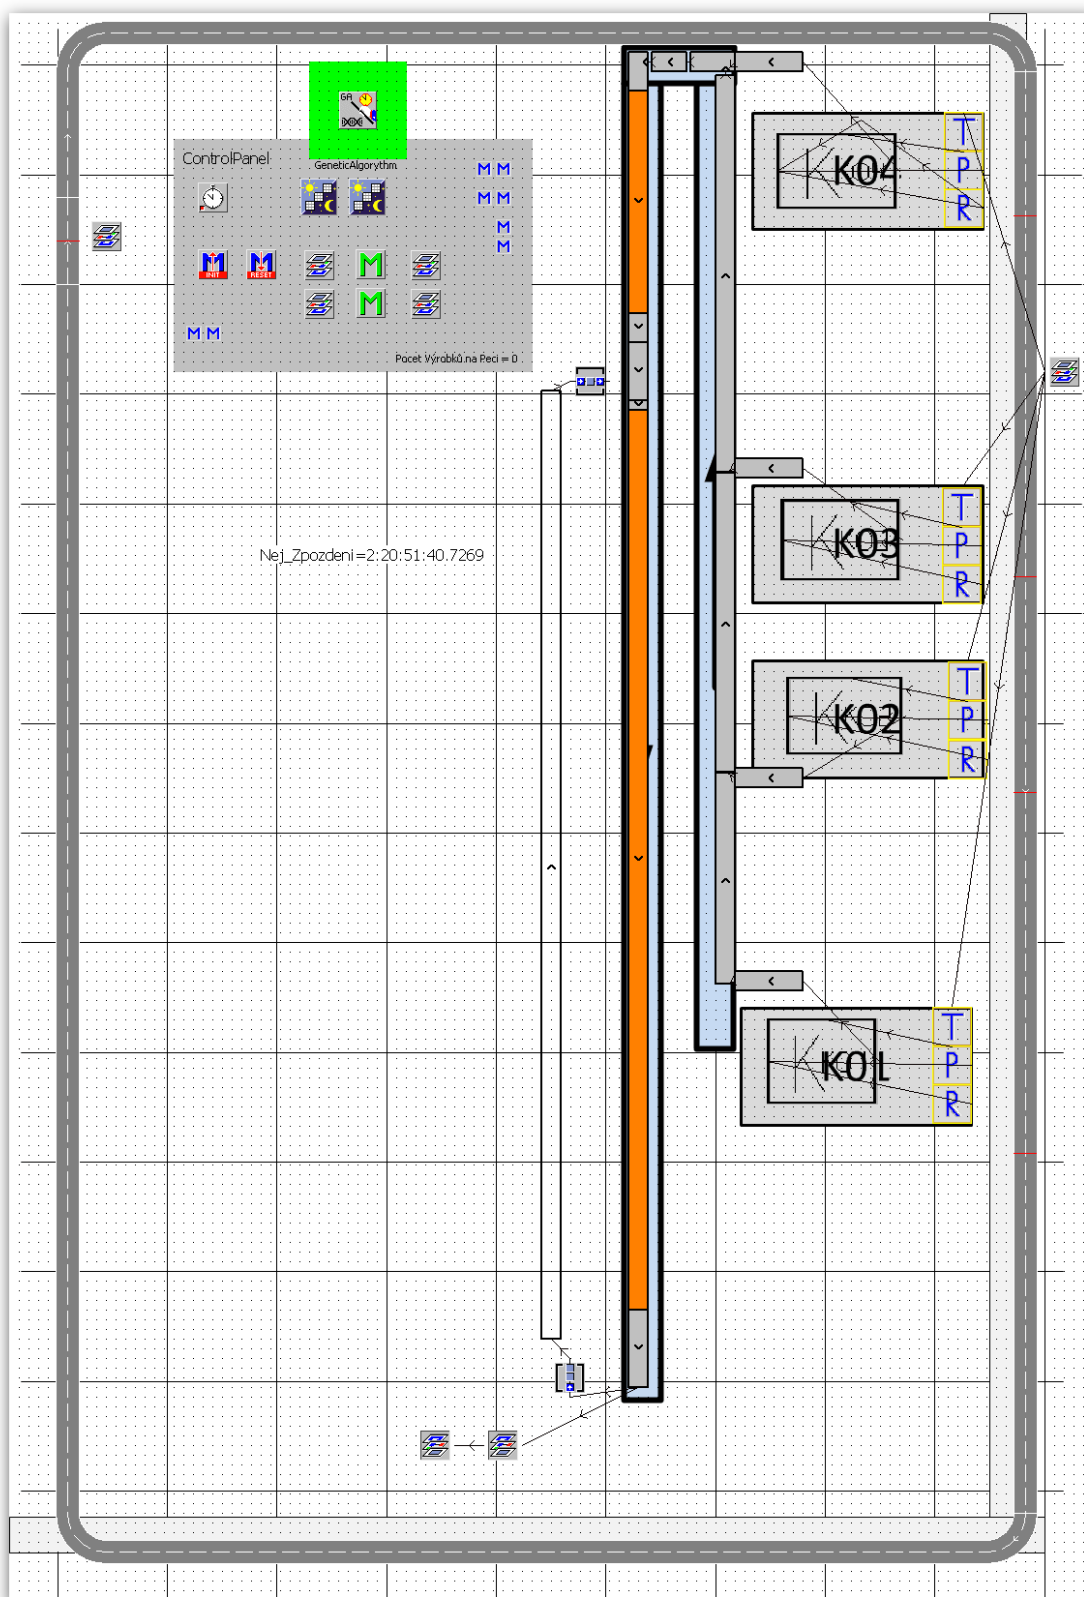 GA
ControlPanel
GeneticAlgorythm
M M
M M
M
M
M
INIT
M
RESET
M
M
M M
Pocet Výrobků na Peci = 0
Nej_Zpozdeni=2:20:51:40.7269
K04
T
P
R
K03
T
P
R
K02
T
P
R
K01
T
P
R